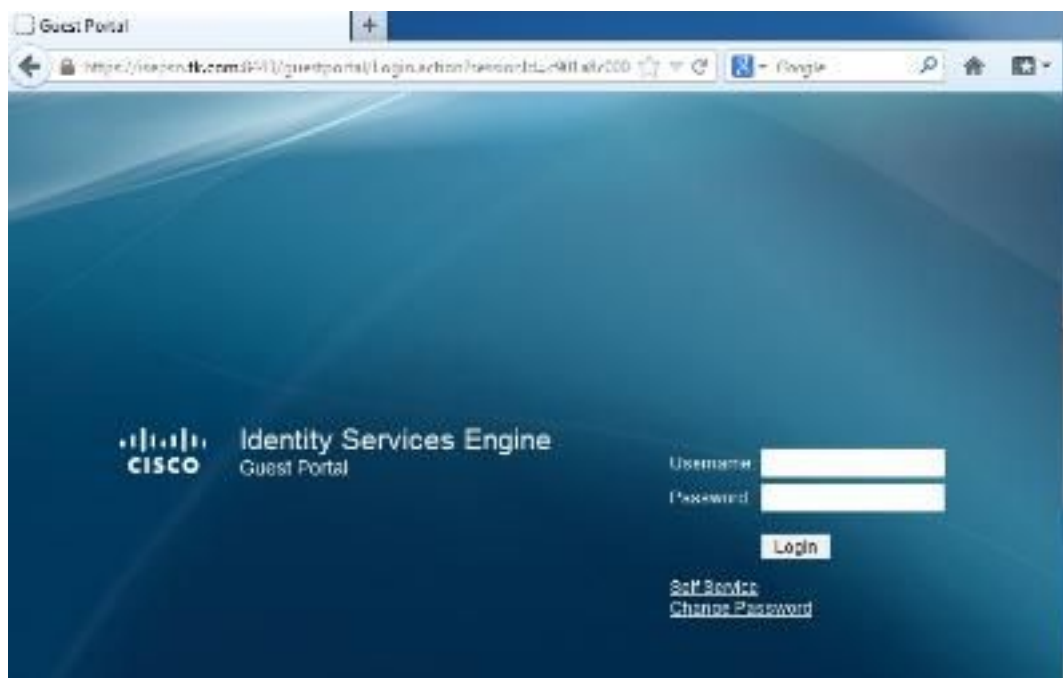 Guest Portal
Google
CISCO
Identity Services Engine
Guest Portal
Username
Password
Login
Self Service
Change Password